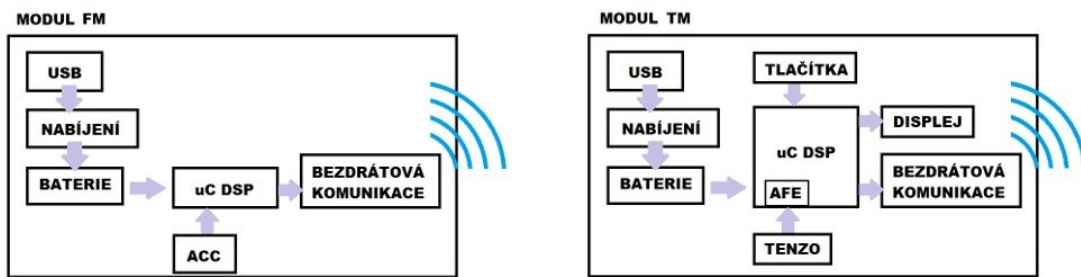 MODUL FM
USB
NABÍJENÍ
BATERIE
uC DSP
BEZDRÁTOVÁ
KOMUNIKACE
ACC
MODUL TM
USB
TLAČÍTKA
NABÍJENÍ
DISPLEJ
uC DSP
BATERIE
BEZDRÁTOVÁ
KOMUNIKACE
AFE
TENZO